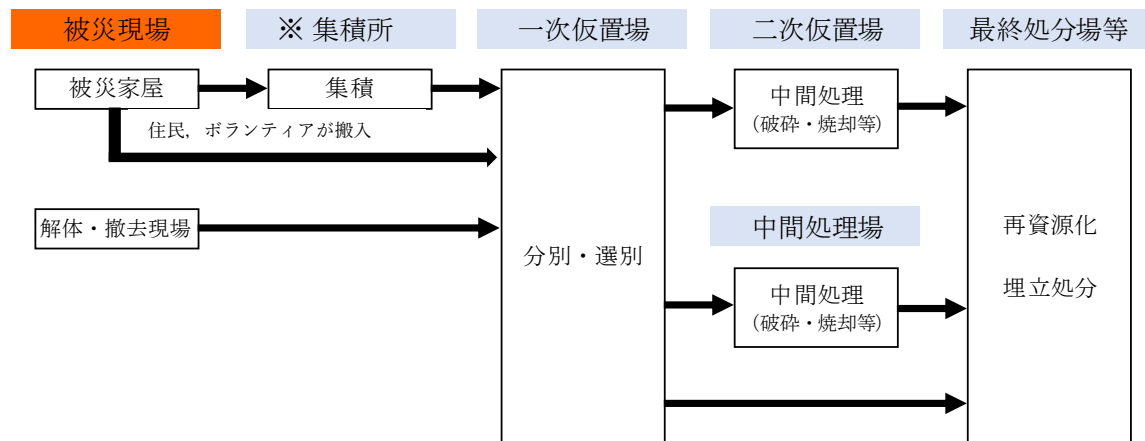 被災現場
※ 集積所
一次仮置場
二次仮置場
最終処分場等
被災家屋
集積
住民，ボランティアが搬入
解体・撤去現場
分別・選別
中間処理
（破砕・焼却等）
中間処理場
中間処理
（破砕・焼却等）
再資源化
埋立処分